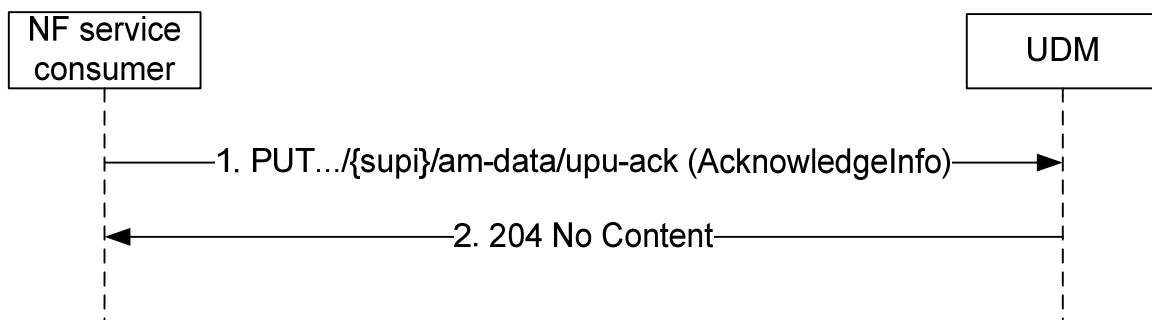 NF service
consumer
UDM
1. PUT.../{supi}/am-data/upu-ack (AcknowledgeInfo)
2. 204 No Content